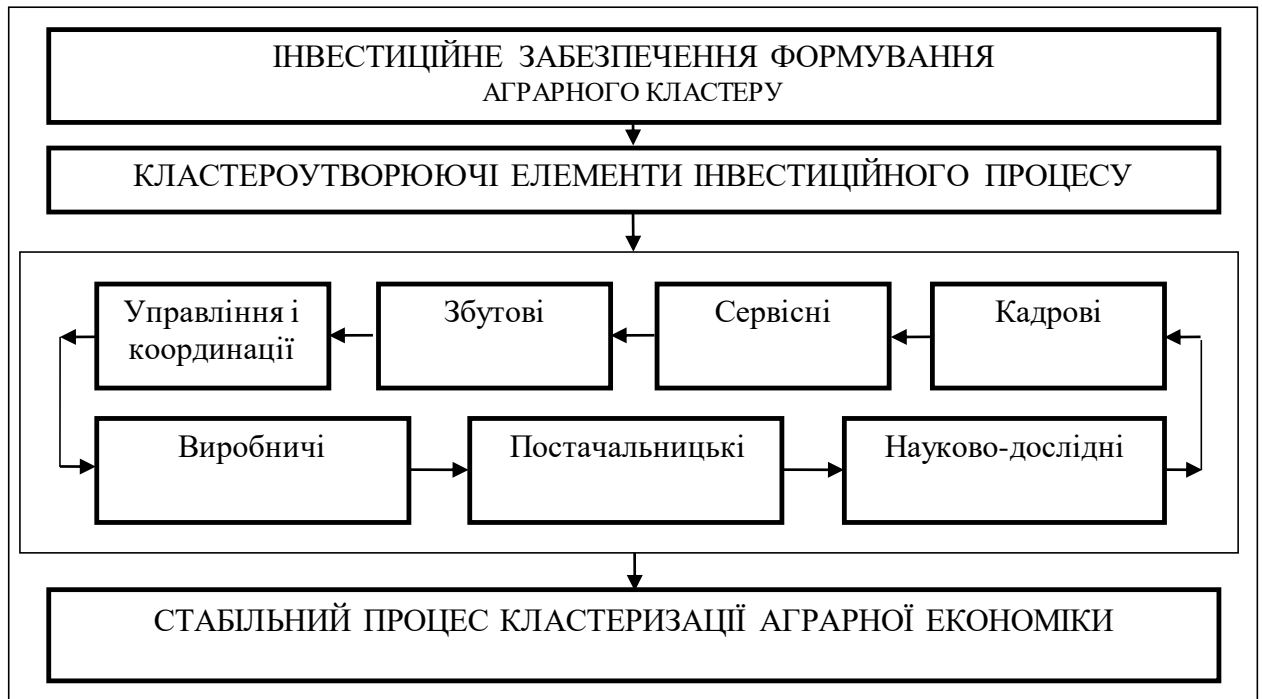 ІНВЕСТИЦІЙНЕ ЗАБЕЗПЕЧЕННЯ ФОРМУВАННЯ
АГРАРНОГО КЛАСТЕРУ
КЛАСТЕРОУТВОРЮЮЧІ ЕЛЕМЕНТИ ІНВЕСТИЦІЙНОГО ПРОЦЕСУ
Управління і
координації
Збутові
Сервісні
Кадрові
Виробничі
Постачальницькі
Науково-дослідні
СТАБІЛЬНИЙ ПРОЦЕС КЛАСТЕРИЗАЦІЇ АГРАРНОЇ ЕКОНОМІКИ